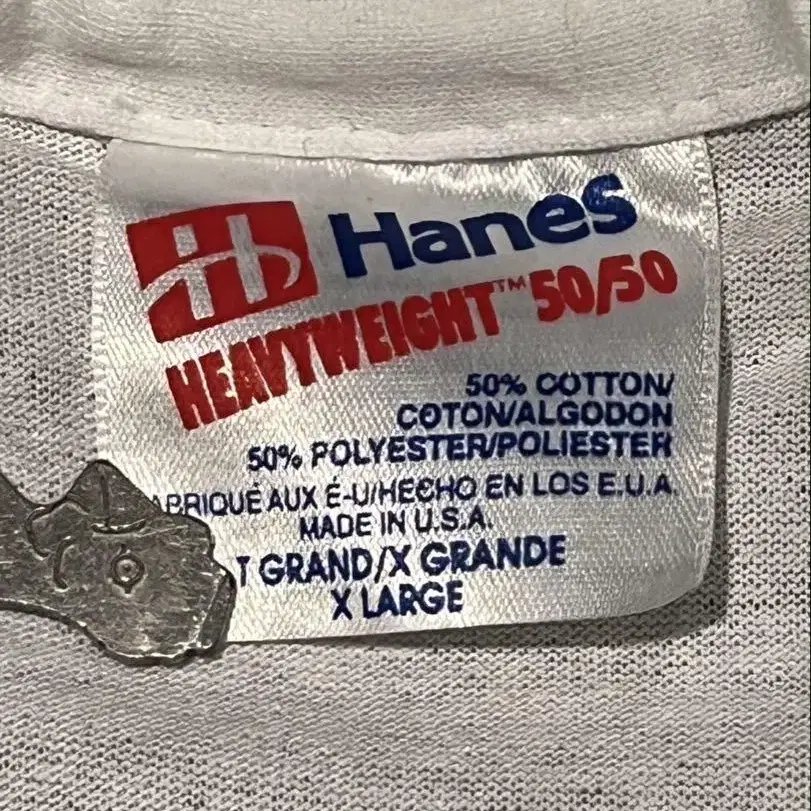 Hanes
HEAVYWEIGHT™ 50/50
50% COTTON/
COTON/ALGODON
50% POLYESTER/POLIESTER
ABRIQUÉ AUX É-U/HECHO EN LOS E.U.A.
MADE IN U.S.A.
T GRAND/X GRANDE
X LARGE